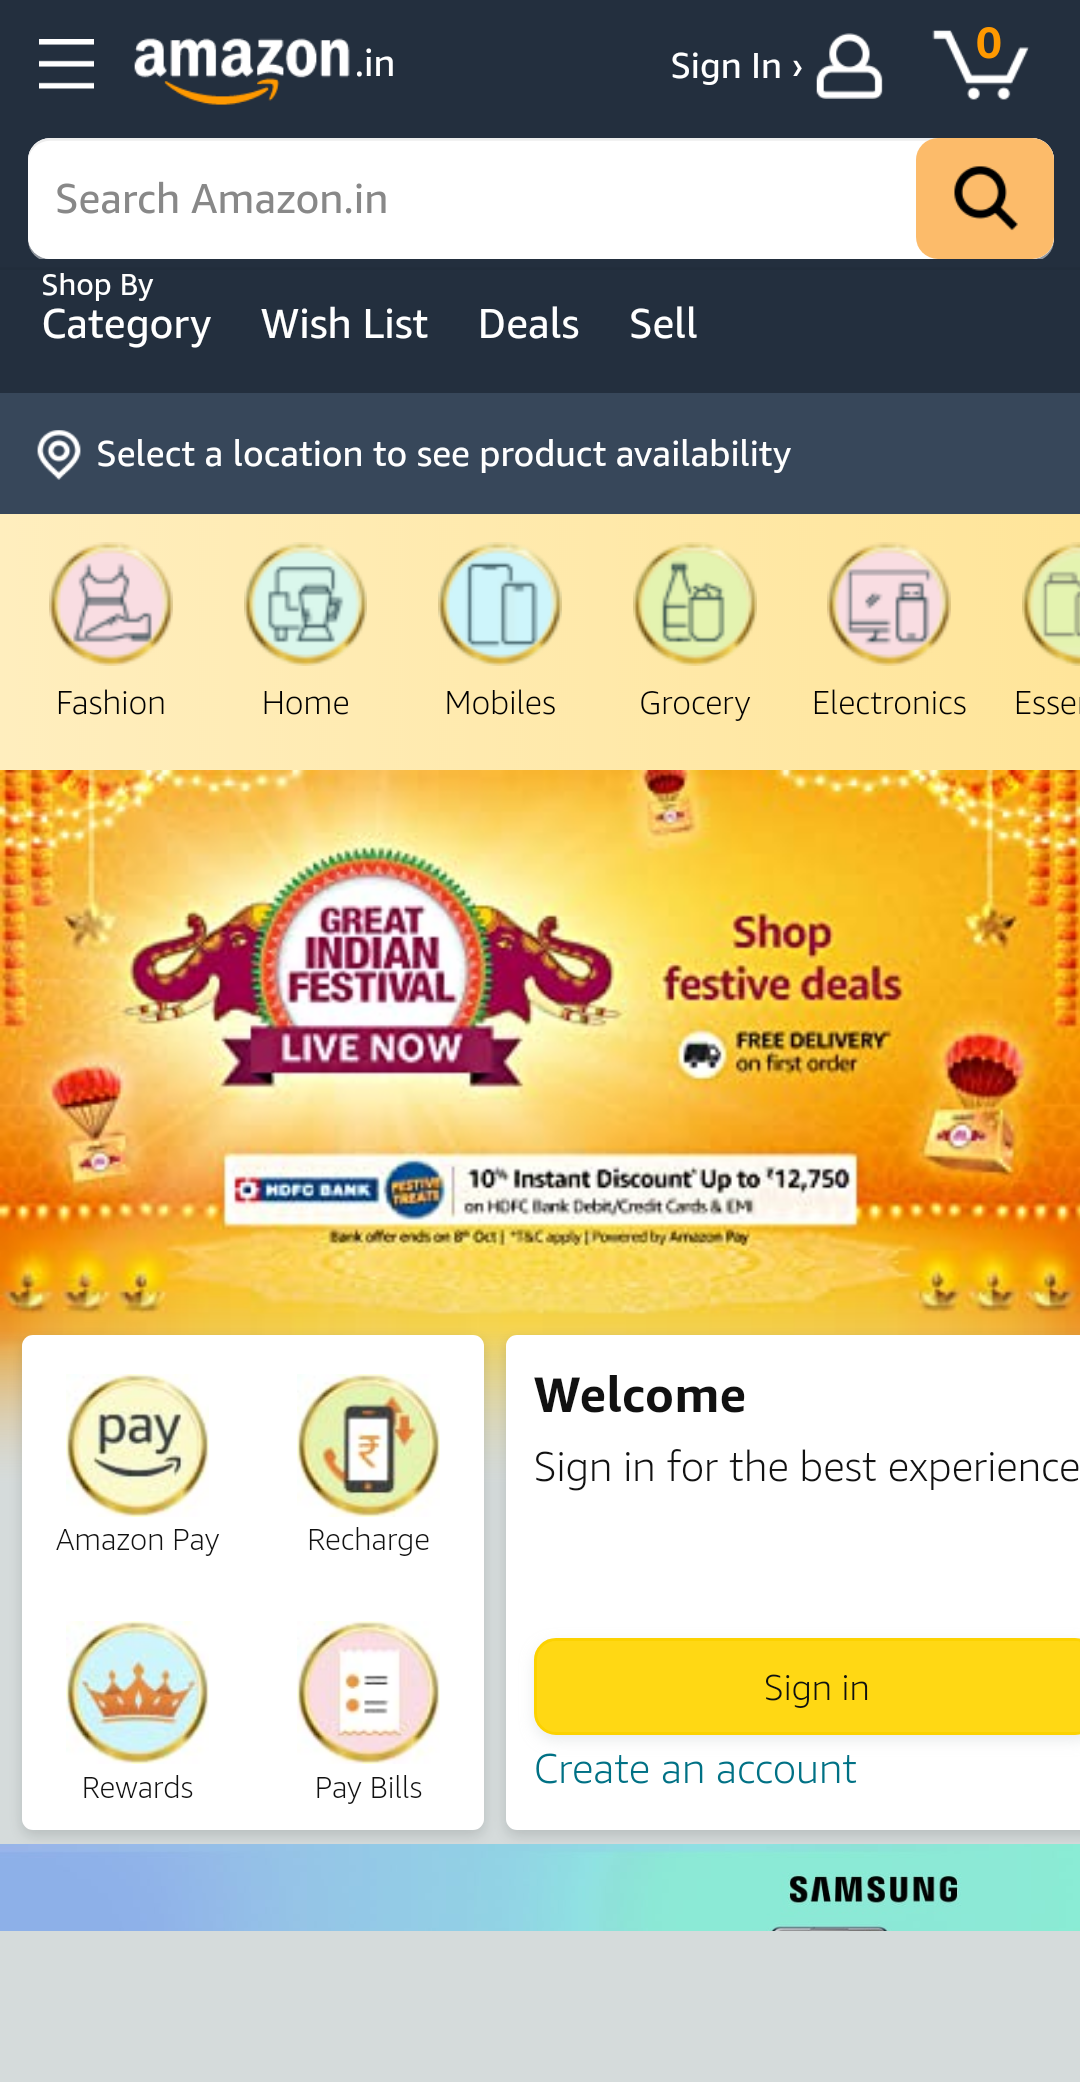 amazon.in
Sign In ›
0
Search Amazon.in
Shop By
Category
Wish List
Deals
Sell
Select a location to see product availability
Fashion
Home
Mobiles
Grocery
Electronics
Esse
GREAT
INDIAN
FESTIVAL
LIVE NOW
Shop
festive deals
FREE DELIVERY*
on first order
HDFC BANK
FESTIVE
TREATS
10% Instant Discount* Up to ₹12,750
on HDFC Bank Debit/Credit Cards & EMI
Bank offer ends on 8th Oct | *T&C apply | Powered by Amazon Pay
pay
Amazon Pay
₹
Recharge
Rewards
Pay Bills
Welcome
Sign in for the best experience
Sign in
Create an account
SAMSUNG